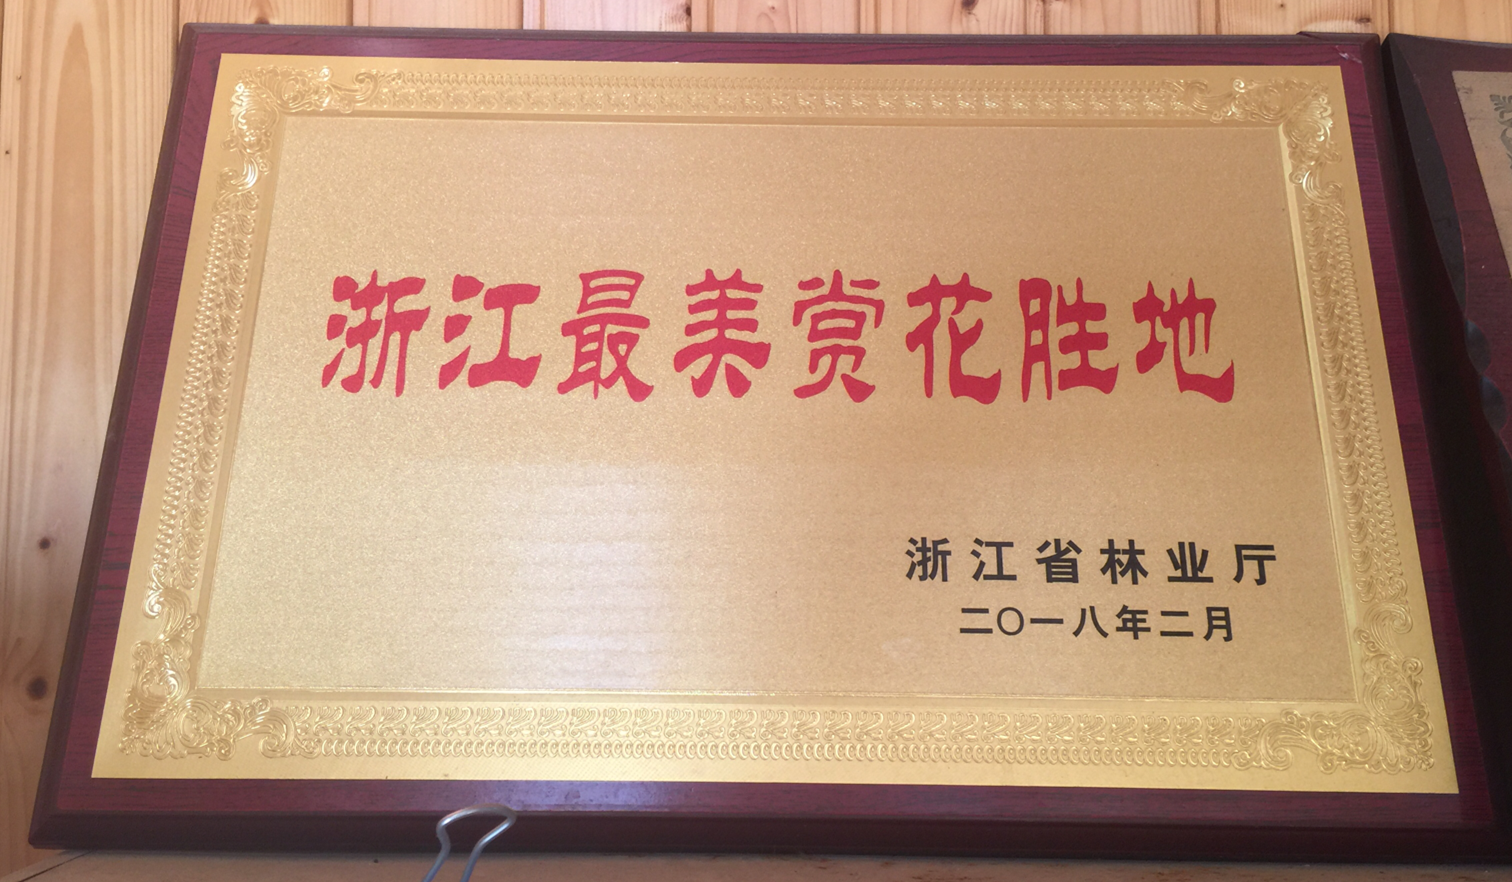 浙江最美赏花胜地
浙江省林业厅
二〇一八年二月